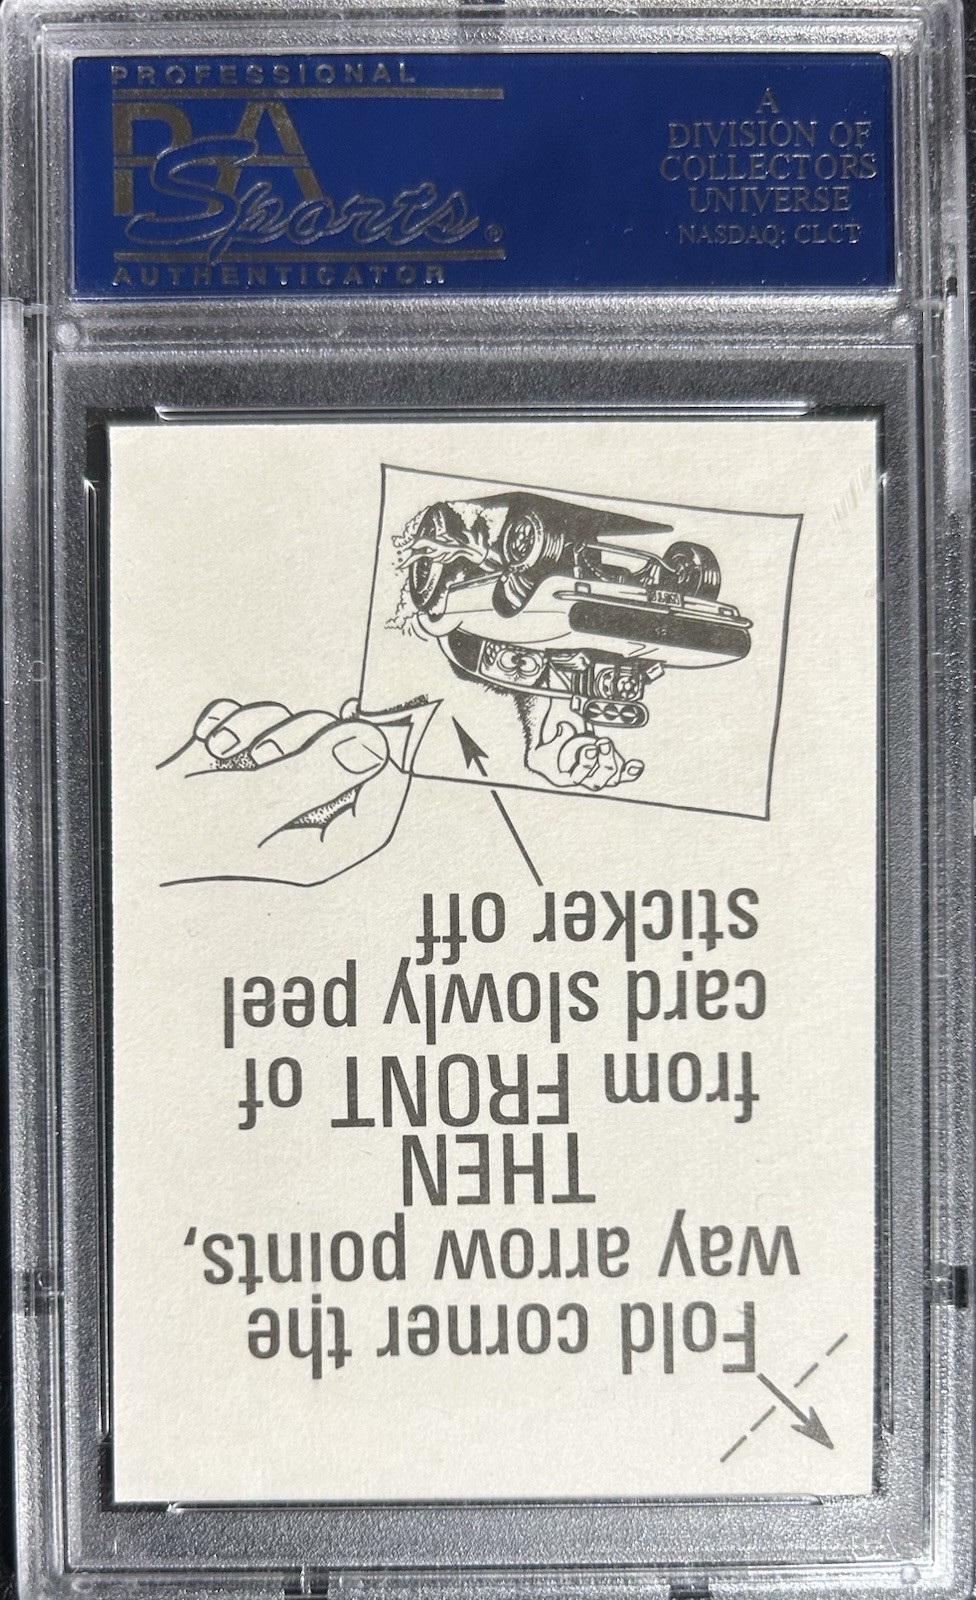 PROFESSIONAL
PSA
Sports®
AUTHENTICATOR
A
DIVISION OF
COLLECTORS
UNIVERSE
NASDAQ: CLCT
Fold corner the
way arrow points,
THEN
from FRONT of
card slowly peel
sticker off